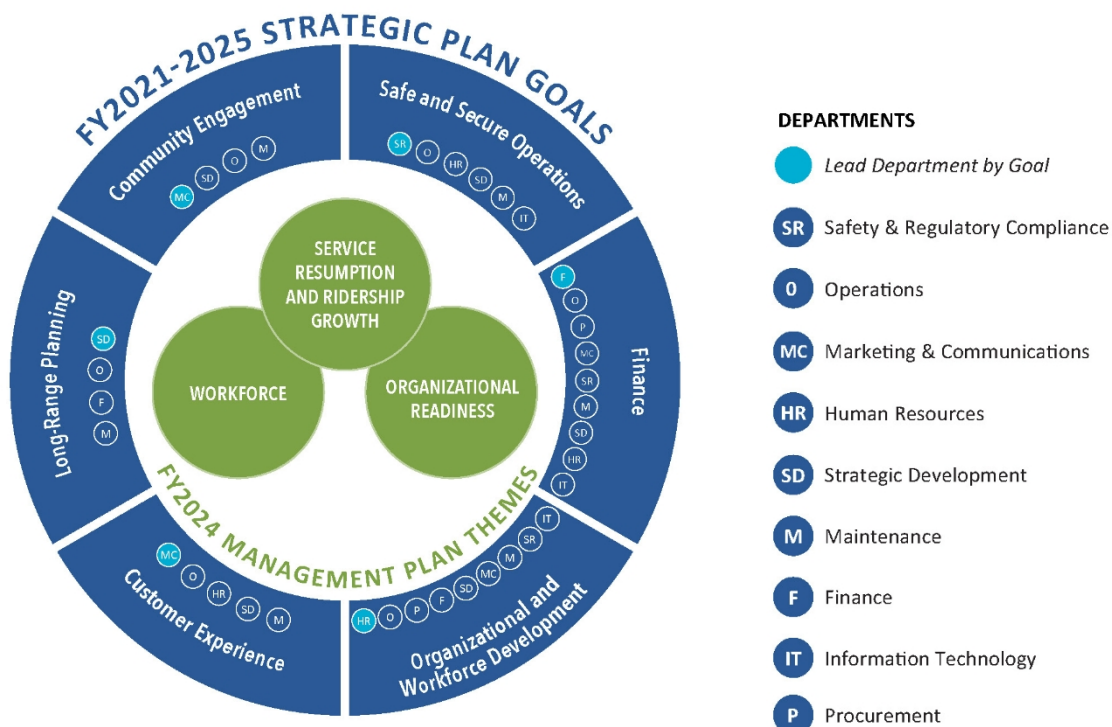 FY2021-2025 STRATEGIC PLAN GOALS
Community Engagement
MC
SD
O
M
Safe and Secure Operations
SR
O
HR
SD
M
IT
Finance
F
O
P
MC
SR
M
SD
HR
IT
Organizational and
Workforce Development
HR
O
P
F
SD
MC
M
SR
IT
Customer Experience
MC
O
HR
SD
M
Long-Range Planning
SD
O
F
M
SERVICE
RESUMPTION
AND RIDERSHIP
GROWTH
WORKFORCE
ORGANIZATIONAL
READINESS
FY2024 MANAGEMENT PLAN THEMES
DEPARTMENTS
Lead Department by Goal
SR Safety & Regulatory Compliance
O Operations
MC Marketing & Communications
HR Human Resources
SD Strategic Development
M Maintenance
F Finance
IT Information Technology
P Procurement